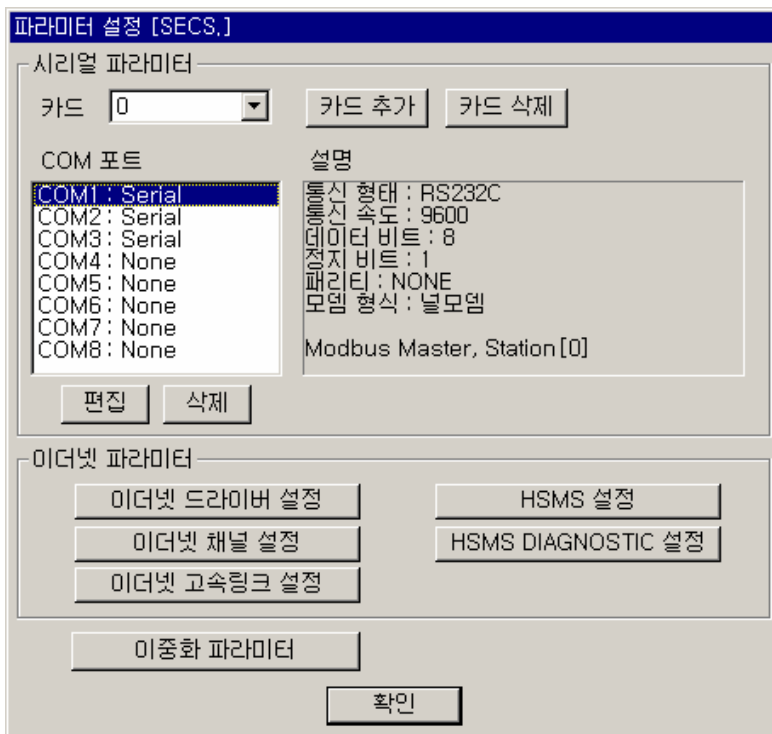 파라미터 설정 [SECS,]
시리얼 파라미터
카드 0 카드 추가 카드 삭제
COM 포트
COM1 : Serial
COM2 : Serial
COM3 : Serial
COM4 : None
COM5 : None
COM6 : None
COM7 : None
COM8 : None
편집 삭제
설명
통신 형태 : RS232C
통신 속도 : 9600
데이터 비트 : 8
정지 비트 : 1
패리티 : NONE
모뎀 형식 : 널모뎀
Modbus Master, Station[0]
이더넷 파라미터
이더넷 드라이버 설정 HSMS 설정
이더넷 채널 설정 HSMS DIAGNOSTIC 설정
이더넷 고속링크 설정
이중화 파라미터
확인